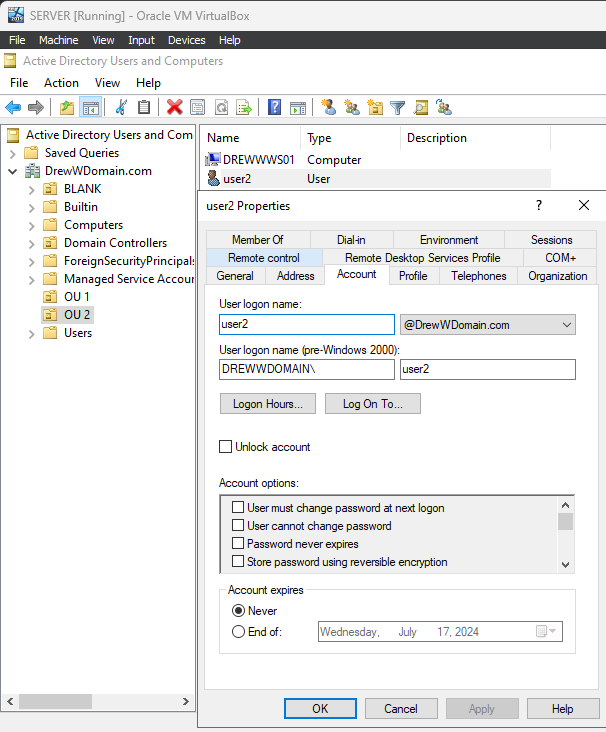 SERVER [Running] - Oracle VM VirtualBox
File Machine View Input Devices Help
Active Directory Users and Computers
File Action View Help
Active Directory Users and Com
Saved Queries
DrewWDomain.com
BLANK
Builtin
Computers
Domain Controllers
ForeignSecurityPrincipals
Managed Service Accour
OU 1
OU 2
Users
Name Type Description
DREWWWS01 Computer
user2 User
user2 Properties ?
Member Of Dial-in Environment Sessions
Remote control Remote Desktop Services Profile COM+
General Address Account Profile Telephones Organization
User logon name:
user2 @DrewWDomain.com
User logon name (pre-Windows 2000):
DREWWDOMAIN\ user2
Logon Hours... Log On To...
Unlock account
Account options:
User must change password at next logon
User cannot change password
Password never expires
Store password using reversible encryption
Account expires
Never
End of: Wednesday, July 17, 2024
OK Cancel Apply Help